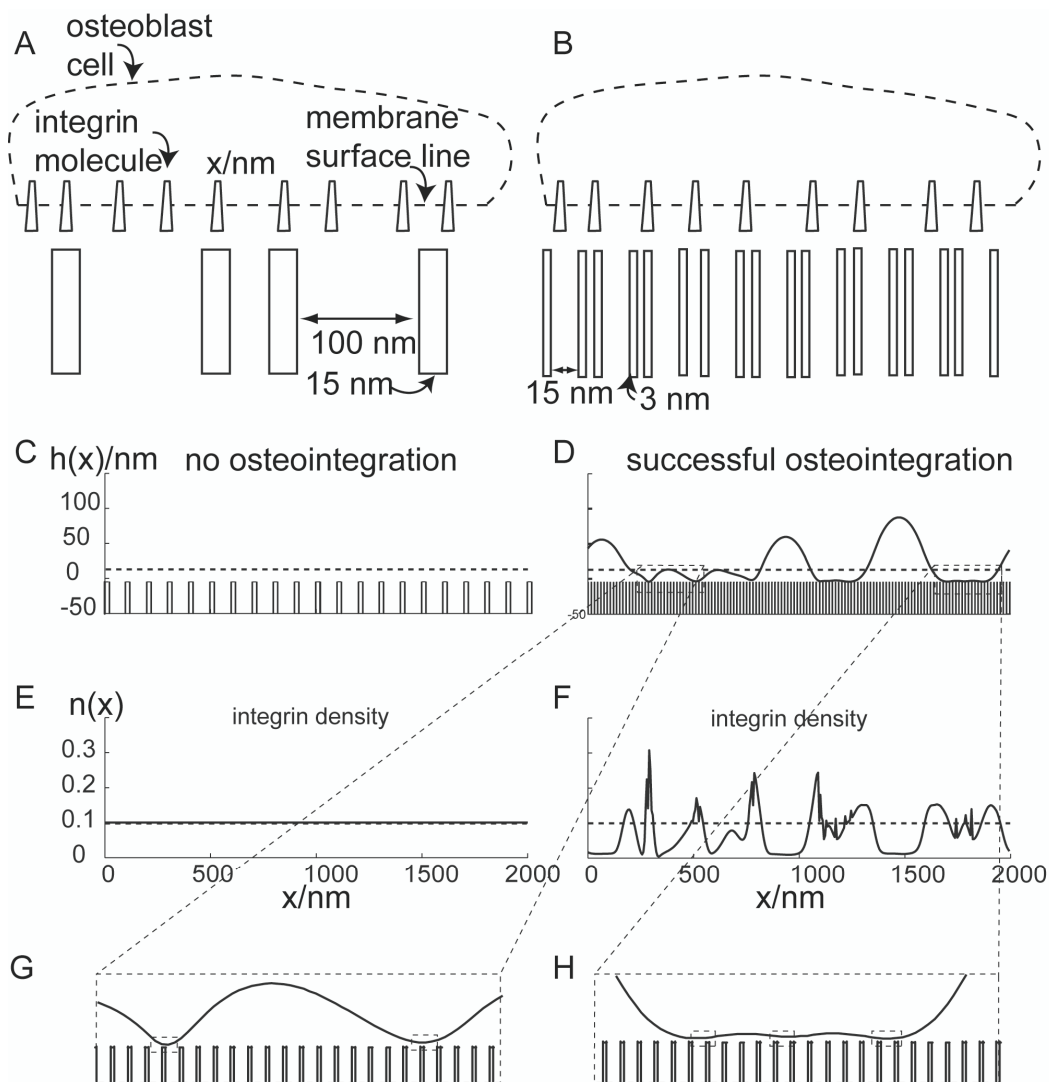 A
osteoblast
cell
integrin
molecule
x/nm
membrane
surface line
100 nm
15 nm
B
15 nm
3 nm
C
h(x)/nm
no osteointegration
100
50
0
-50
D
successful osteointegration
-50
E
n(x)
integrin density
0.3
0.2
0.1
0
0
500
1000
1500
2000
x/nm
F
integrin density
0
500
1000
1500
2000
x/nm
G
H